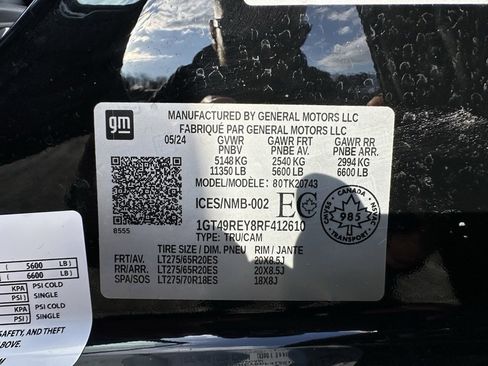 gm
MANUFACTURED BY GENERAL MOTORS LLC
FABRIQUÉ PAR GENERAL MOTORS LLC
05/24 GVWR GAWR FRT GAWR RR
PNBV PNBE AV. PNBE ARR.
5148 KG 2540 KG 2994 KG
11350 LB 5600 LB 6600 LB
MODEL/MODÈLE: 80TK20743
ICES/NMB-002 EC
CANADA
985
TRANSPORT
1GT49REY8RF412610
8555 TYPE: TRU/CAM
TIRE SIZE / DIM. PNEU RIM / JANTE
FRT/AV. LT275/65R20ES 20X8.5J
RR/ARR. LT275/65R20ES 20X8.5J
SPA/SOS LT275/70R18ES 18X8J
( 5600 LB )
( 6600 LB )
KPA PSI COLD
PSI ) SINGLE
KPA PSI COLD
PSI ) SINGLE
SAFETY, AND THEFT
ABOVE.